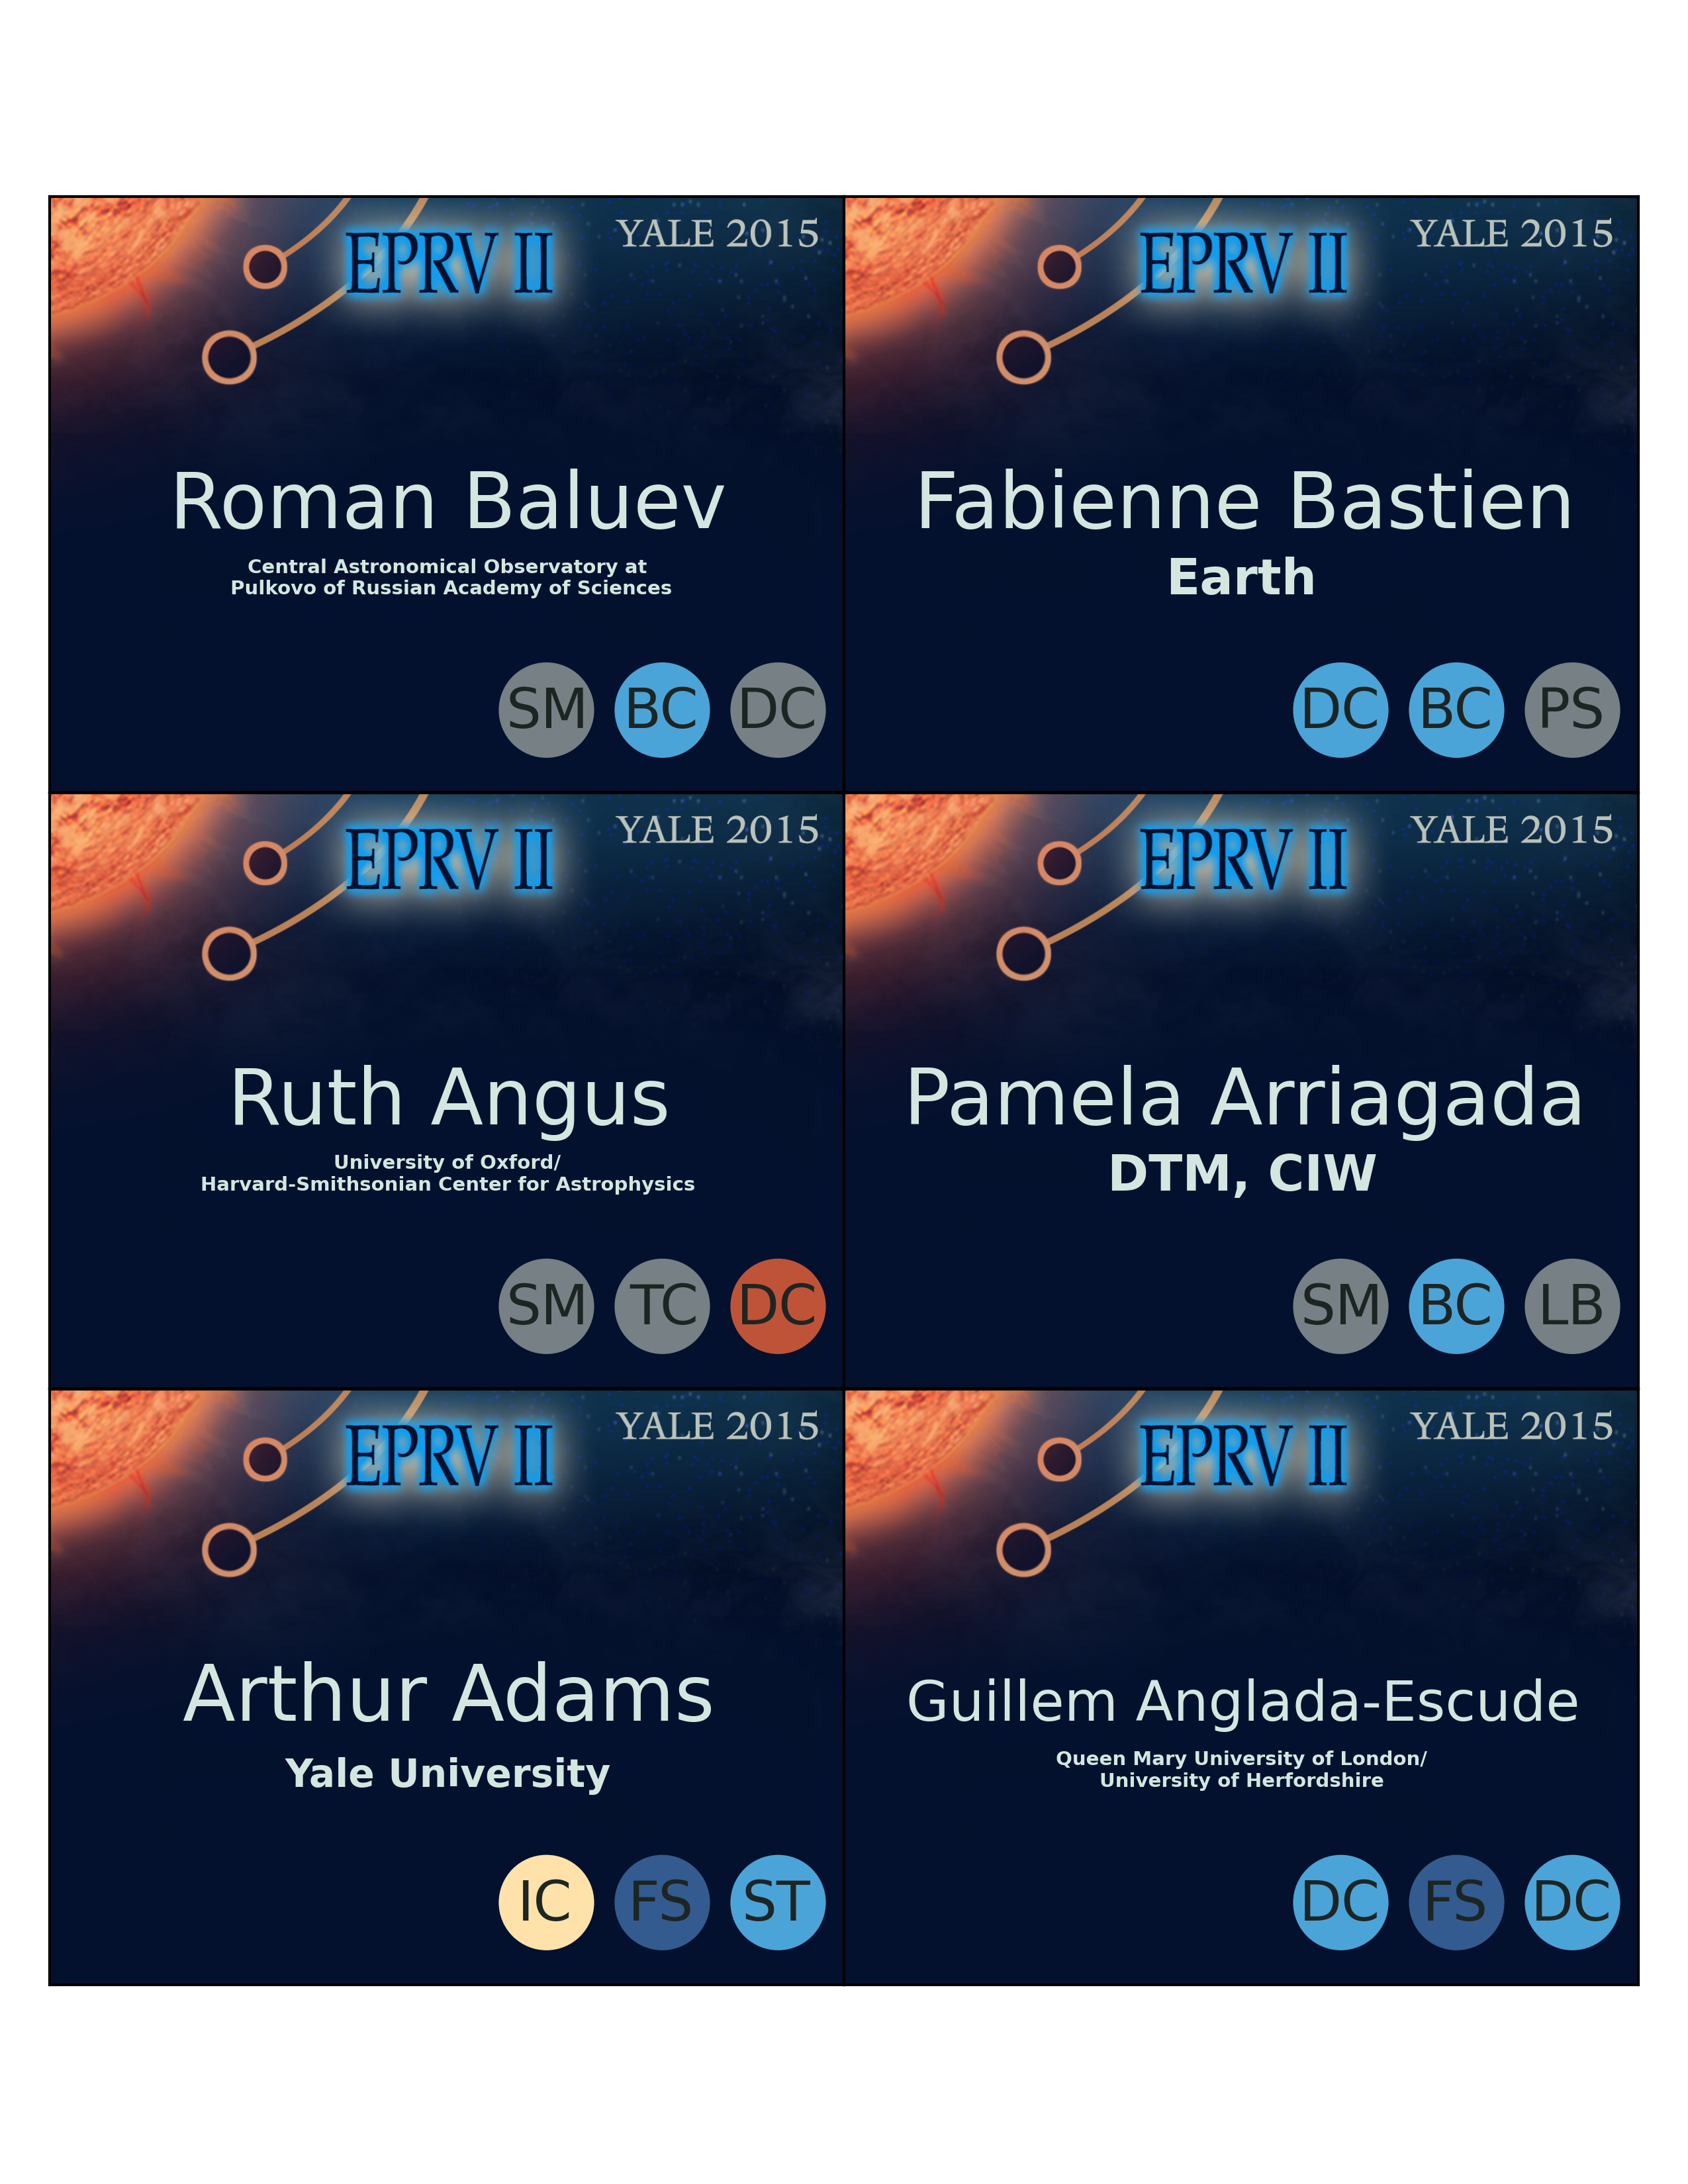 EPRV II
YALE 2015
Roman Baluev
Central Astronomical Observatory at
Pulkovo of Russian Academy of Sciences
SM BC DC
EPRV II
YALE 2015
Fabienne Bastien
Earth
DC BC PS
EPRV II
YALE 2015
Ruth Angus
University of Oxford/
Harvard-Smithsonian Center for Astrophysics
SM TC DC
EPRV II
YALE 2015
Pamela Arriagada
DTM, CIW
SM BC LB
EPRV II
YALE 2015
Arthur Adams
Yale University
IC FS ST
EPRV II
YALE 2015
Guillem Anglada-Escude
Queen Mary University of London/
University of Herfordshire
DC FS DC